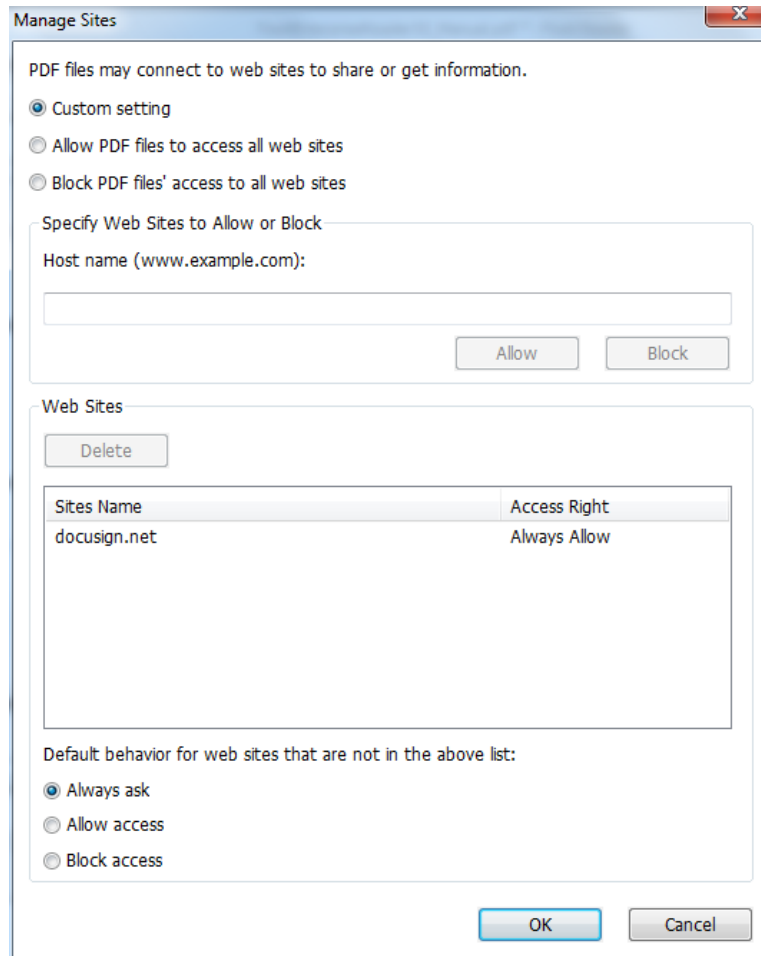 Manage Sites
PDF files may connect to web sites to share or get information.
Custom setting
Allow PDF files to access all web sites
Block PDF files' access to all web sites
Specify Web Sites to Allow or Block
Host name (www.example.com):
Allow Block
Web Sites
Delete
Sites Name Access Right
docusign.net Always Allow
Default behavior for web sites that are not in the above list:
Always ask
Allow access
Block access
OK Cancel